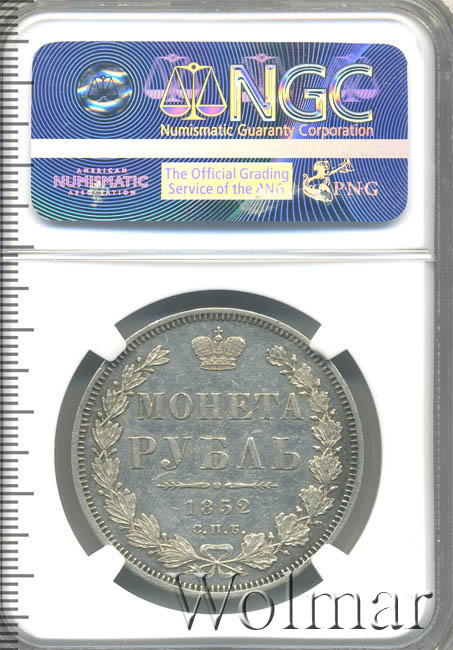 NGC
Numismatic Guaranty Corporation
AMERICAN
NUMISMATIC
ASSOCIATION
The Official Grading
Service of the PNG
PNG
МОНЕТА
РУБЛЬ
1852
С.П.Б.
Wolmar